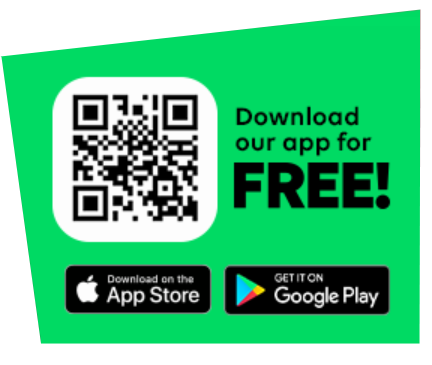 Download
our app for
FREE!
Download on the
App Store
GET IT ON
Google Play